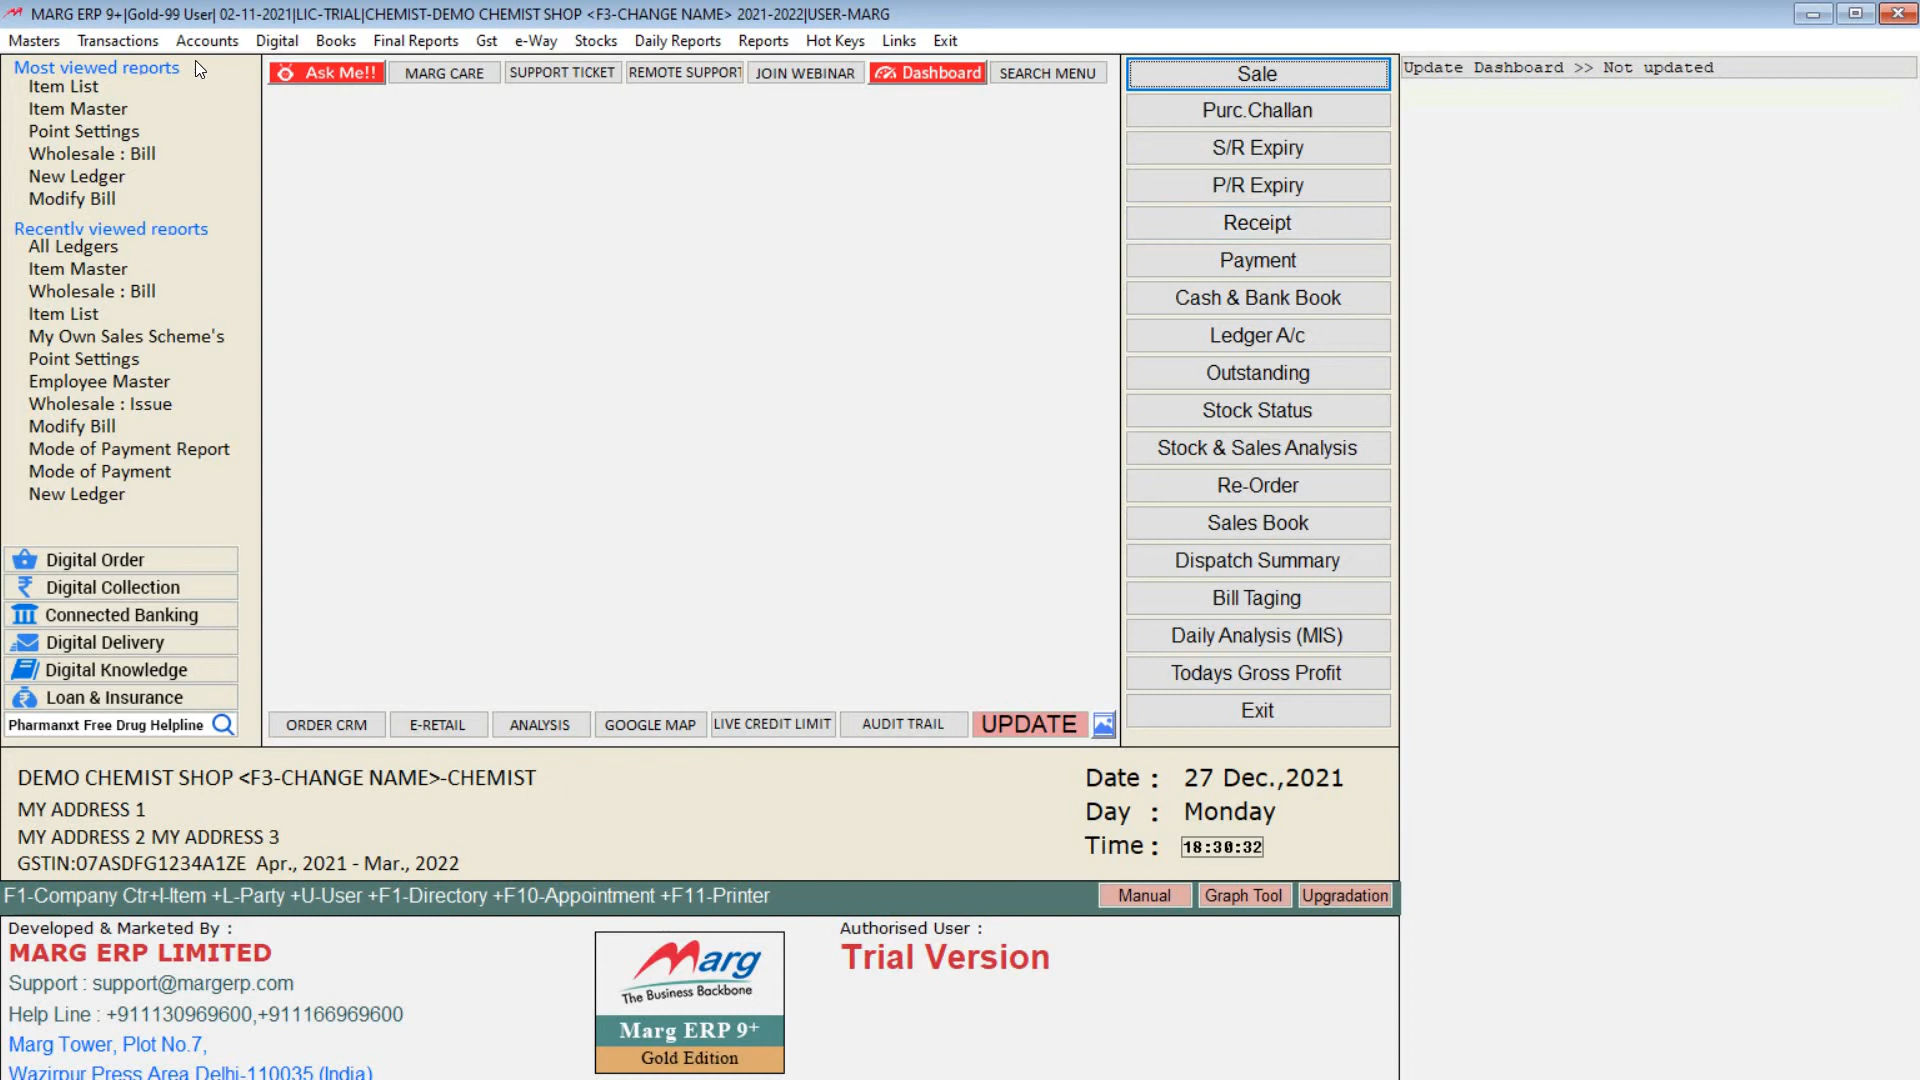 MARG ERP 9+|Gold-99 User| 02-11-2021|LIC-TRIAL|CHEMIST-DEMO CHEMIST SHOP <F3-CHANGE NAME> 2021-2022|USER-MARG
Masters Transactions Accounts Digital Books Final Reports Gst e-Way Stocks Daily Reports Reports Hot Keys Links Exit
Most viewed reports
Item List
Item Master
Point Settings
Wholesale : Bill
New Ledger
Modify Bill
Recently viewed reports
All Ledgers
Item Master
Wholesale : Bill
Item List
My Own Sales Scheme's
Point Settings
Employee Master
Wholesale : Issue
Modify Bill
Mode of Payment Report
Mode of Payment
New Ledger
Digital Order
Digital Collection
Connected Banking
Digital Delivery
Digital Knowledge
Loan & Insurance
Pharmanxt Free Drug Helpline
Ask Me!! MARG CARE SUPPORT TICKET REMOTE SUPPORT JOIN WEBINAR Dashboard SEARCH MENU
ORDER CRM E-RETAIL ANALYSIS GOOGLE MAP LIVE CREDIT LIMIT AUDIT TRAIL UPDATE
Sale
Purc.Challan
S/R Expiry
P/R Expiry
Receipt
Payment
Cash & Bank Book
Ledger A/c
Outstanding
Stock Status
Stock & Sales Analysis
Re-Order
Sales Book
Dispatch Summary
Bill Taging
Daily Analysis (MIS)
Todays Gross Profit
Exit
Update Dashboard >> Not updated
DEMO CHEMIST SHOP <F3-CHANGE NAME>-CHEMIST
MY ADDRESS 1
MY ADDRESS 2 MY ADDRESS 3
GSTIN:07ASDFG1234A1ZE Apr., 2021 - Mar., 2022
Date : 27 Dec.,2021
Day : Monday
Time : 18:30:32
F1-Company Ctr+I-Item +L-Party +U-User +F1-Directory +F10-Appointment +F11-Printer
Manual Graph Tool Upgradation
Developed & Marketed By :
MARG ERP LIMITED
Support : support@margerp.com
Help Line : +911130969600,+911166969600
Marg Tower, Plot No.7,
Wazirpur Press Area Delhi-110035 (India)
Marg
The Business Backbone
Marg ERP 9+
Gold Edition
Authorised User :
Trial Version